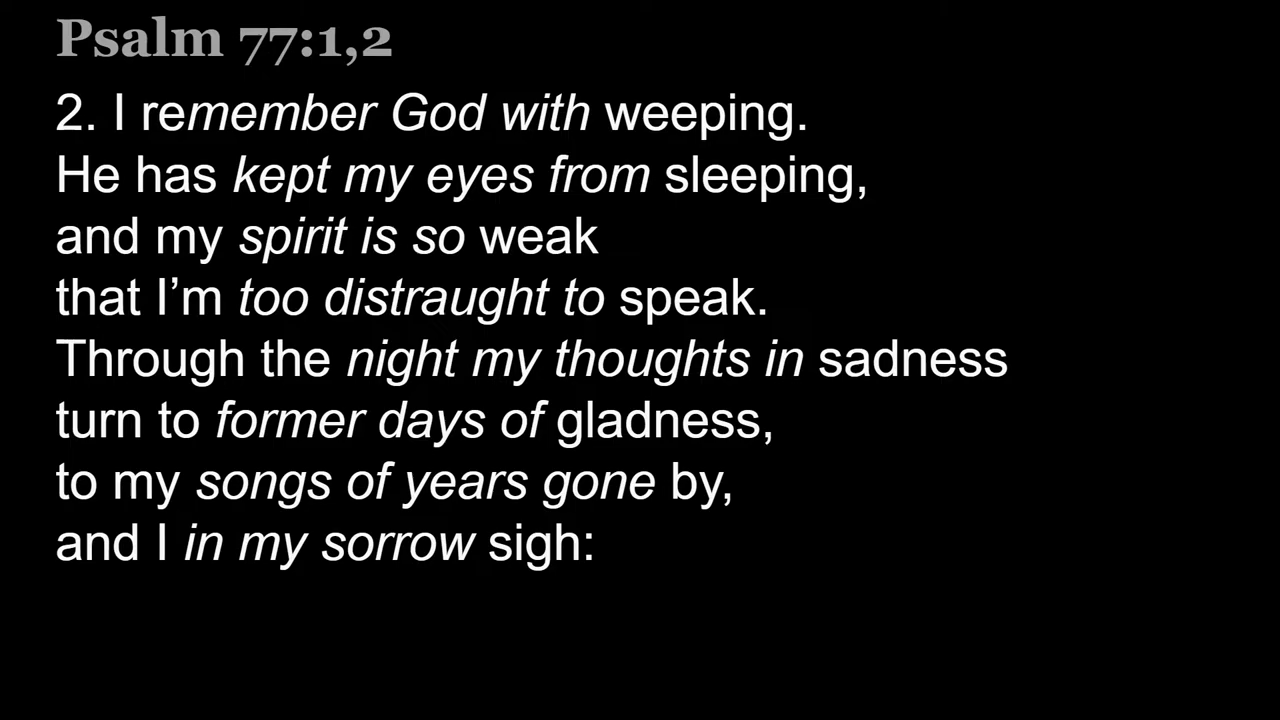 Psalm 77:1,2
2. I remember God with weeping.
He has kept my eyes from sleeping,
and my spirit is so weak
that I’m too distraught to speak.
Through the night my thoughts in sadness
turn to former days of gladness,
to my songs of years gone by,
and I in my sorrow sigh: